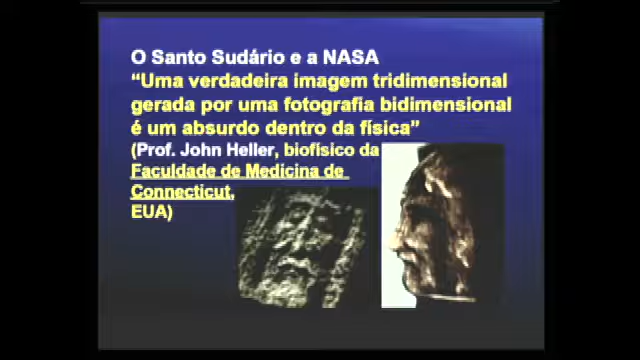 O Santo Sudário e a NASA
“Uma verdadeira imagem tridimensional
gerada por uma fotografia bidimensional
é um absurdo dentro da física”
(Prof. John Heller, biofísico da
Faculdade de Medicina de
Connecticut,
EUA)